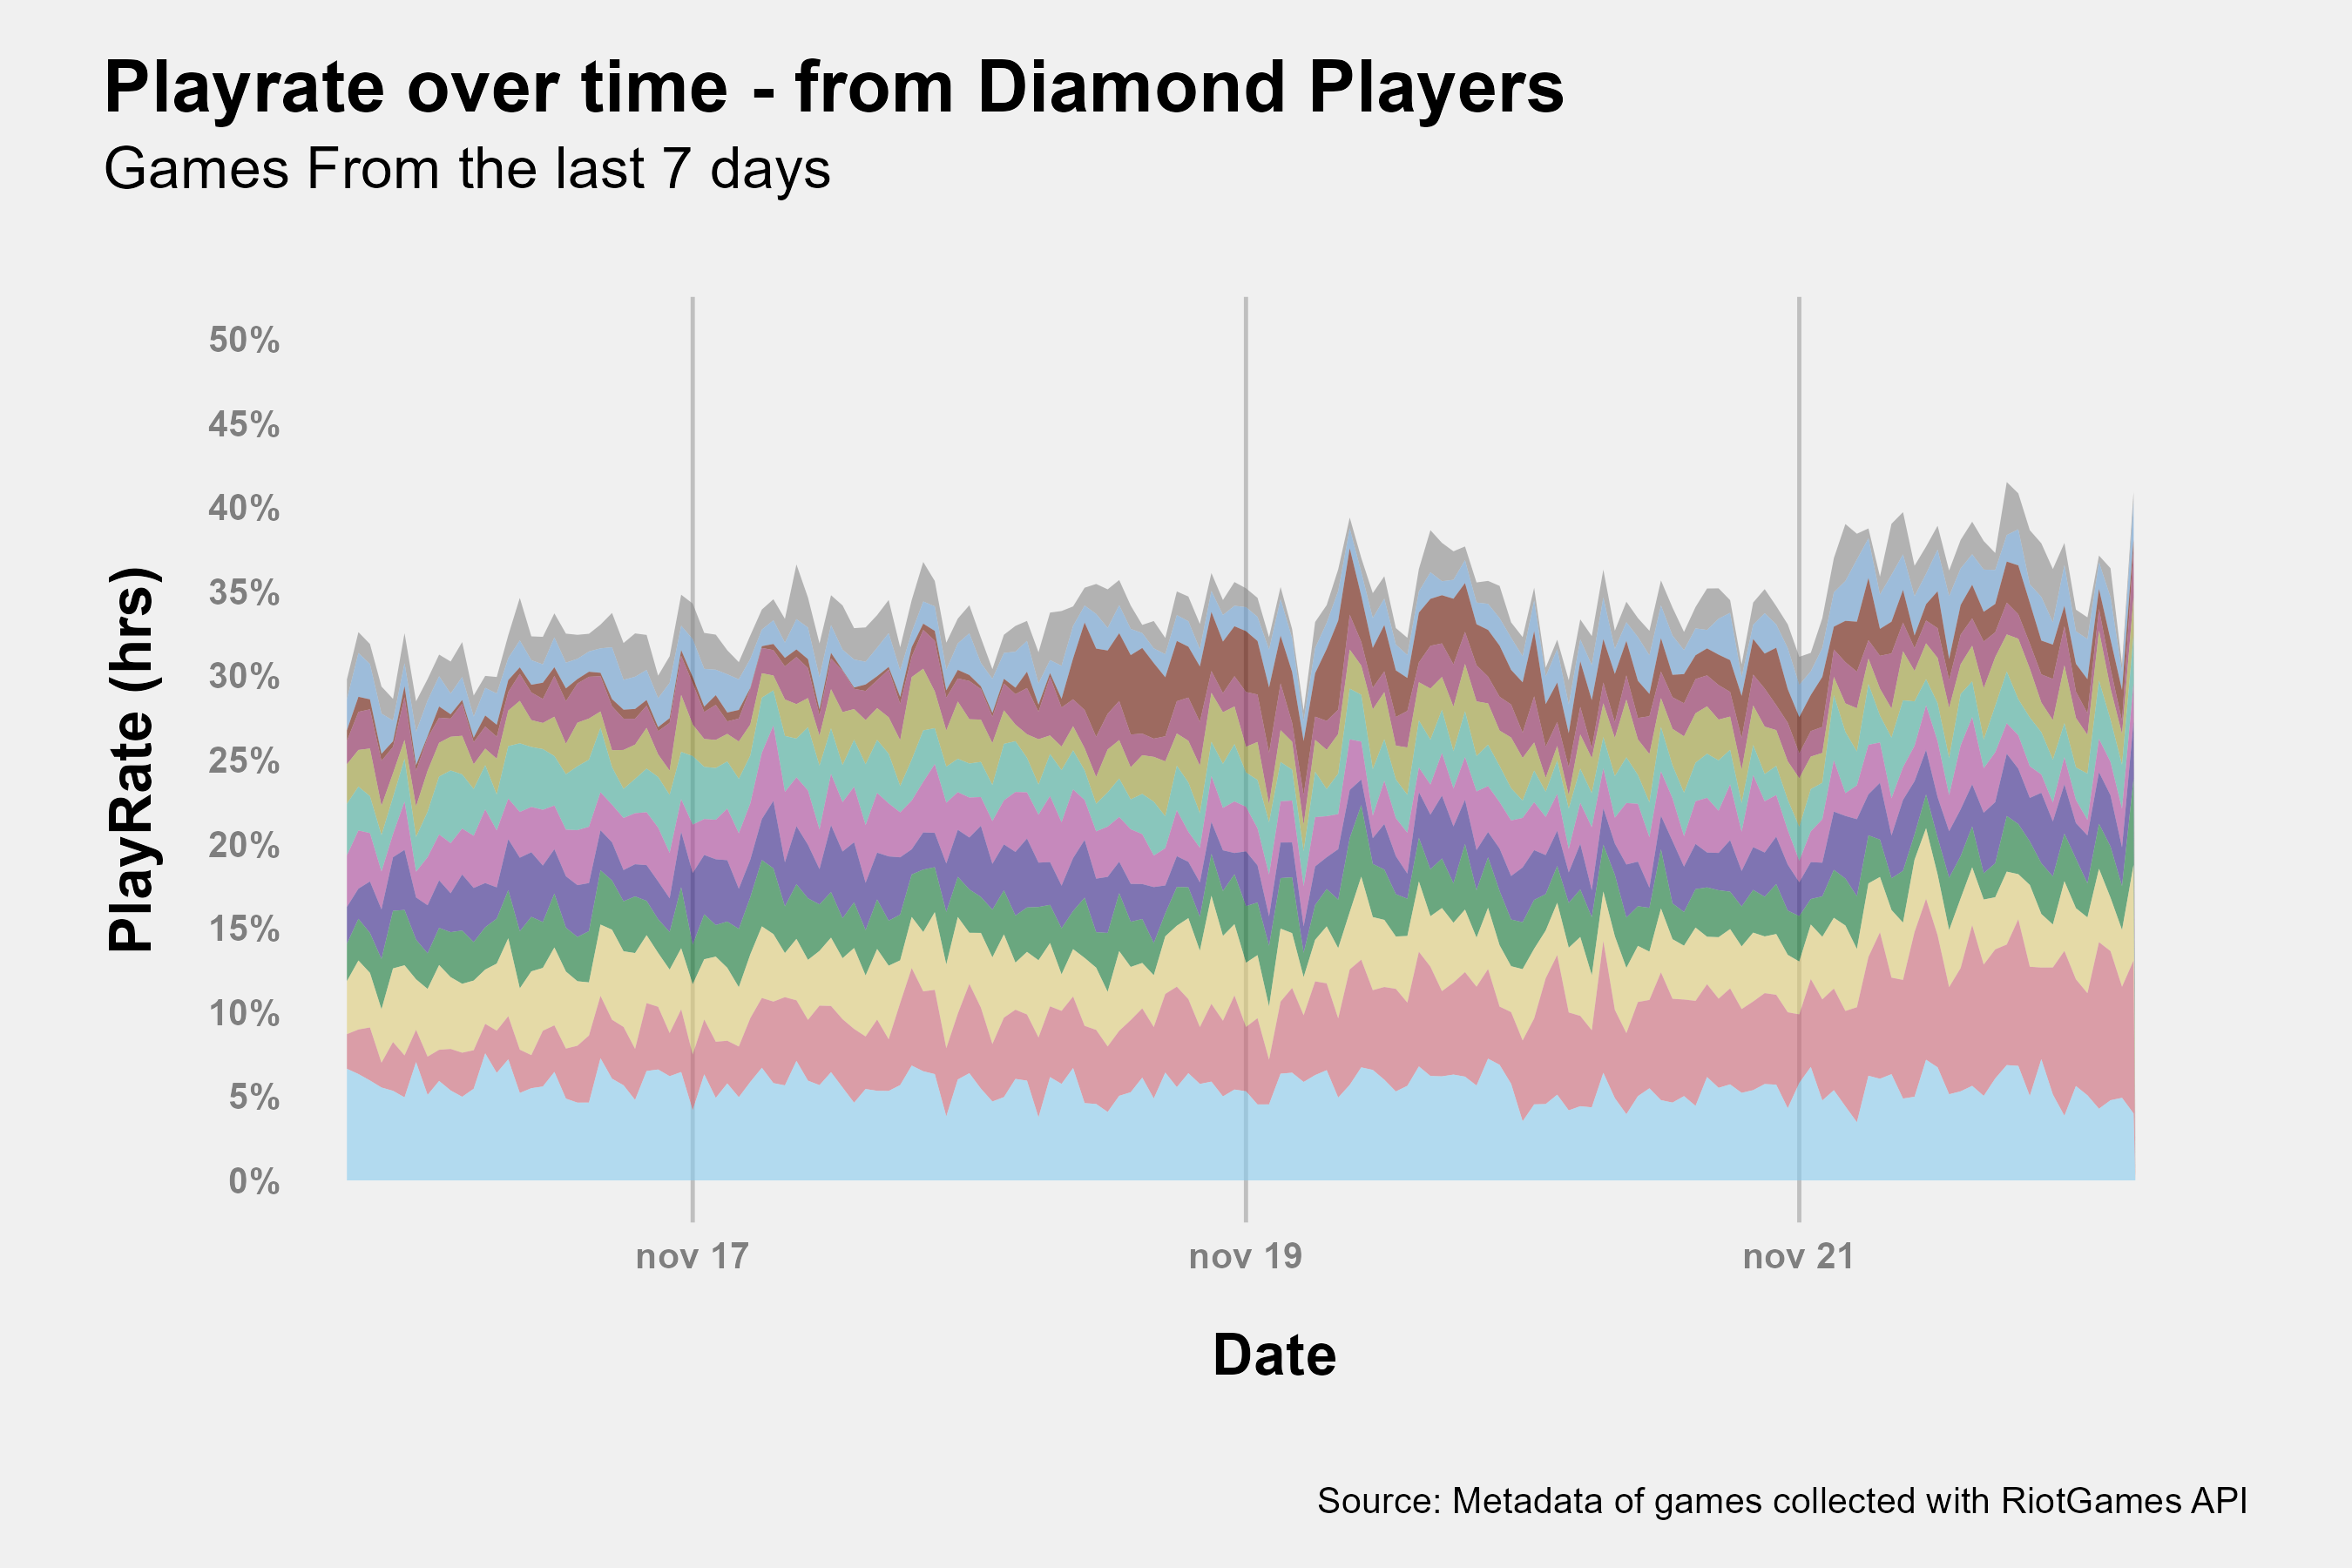 Playrate over time - from Diamond Players
Games From the last 7 days
50%
45%
40%
35%
30%
25%
20%
15%
10%
5%
0%
PlayRate (hrs)
nov 17
nov 19
nov 21
Date
Source: Metadata of games collected with RiotGames API